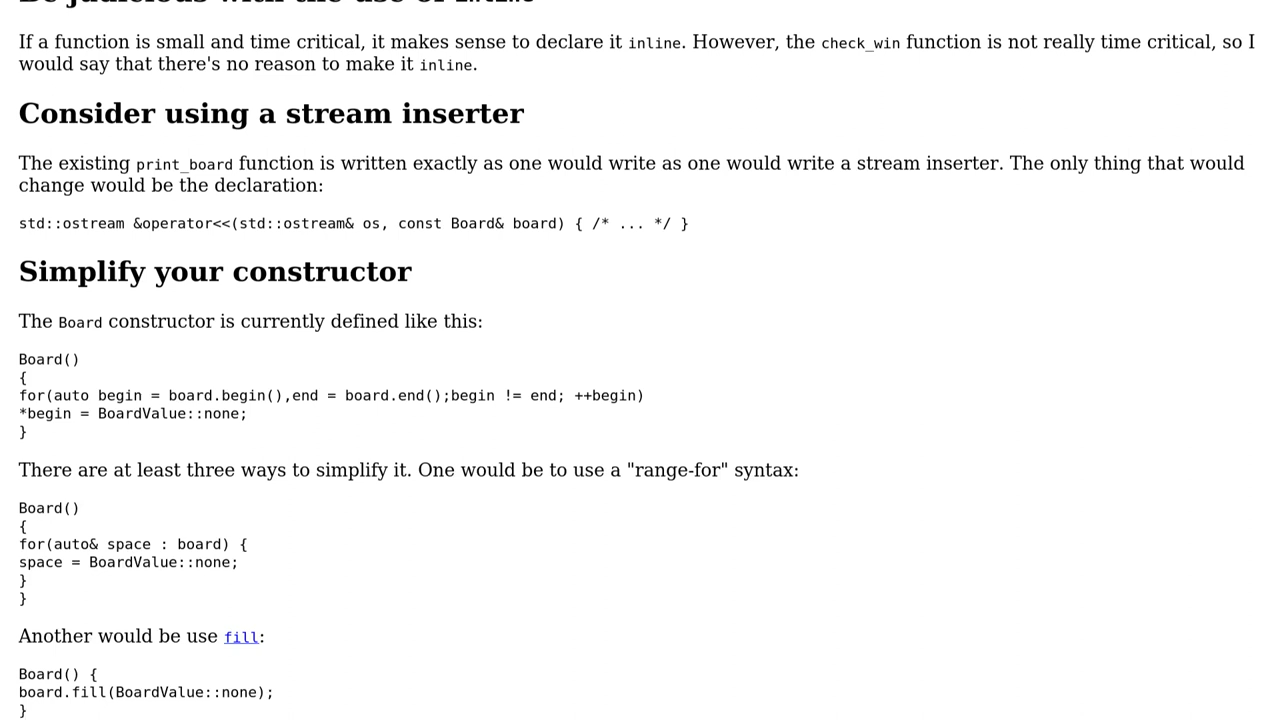 Be judicious with the use of inline
If a function is small and time critical, it makes sense to declare it inline. However, the check_win function is not really time critical, so I
would say that there's no reason to make it inline.
Consider using a stream inserter
The existing print_board function is written exactly as one would write as one would write a stream inserter. The only thing that would
change would be the declaration:
std::ostream &operator<<(std::ostream& os, const Board& board) { /* ... */ }
Simplify your constructor
The Board constructor is currently defined like this:
Board()
{
for(auto begin = board.begin(),end = board.end();begin != end; ++begin)
*begin = BoardValue::none;
}
There are at least three ways to simplify it. One would be to use a "range-for" syntax:
Board()
{
for(auto& space : board) {
space = BoardValue::none;
}
}
Another would be use fill:
Board() {
board.fill(BoardValue::none);
}